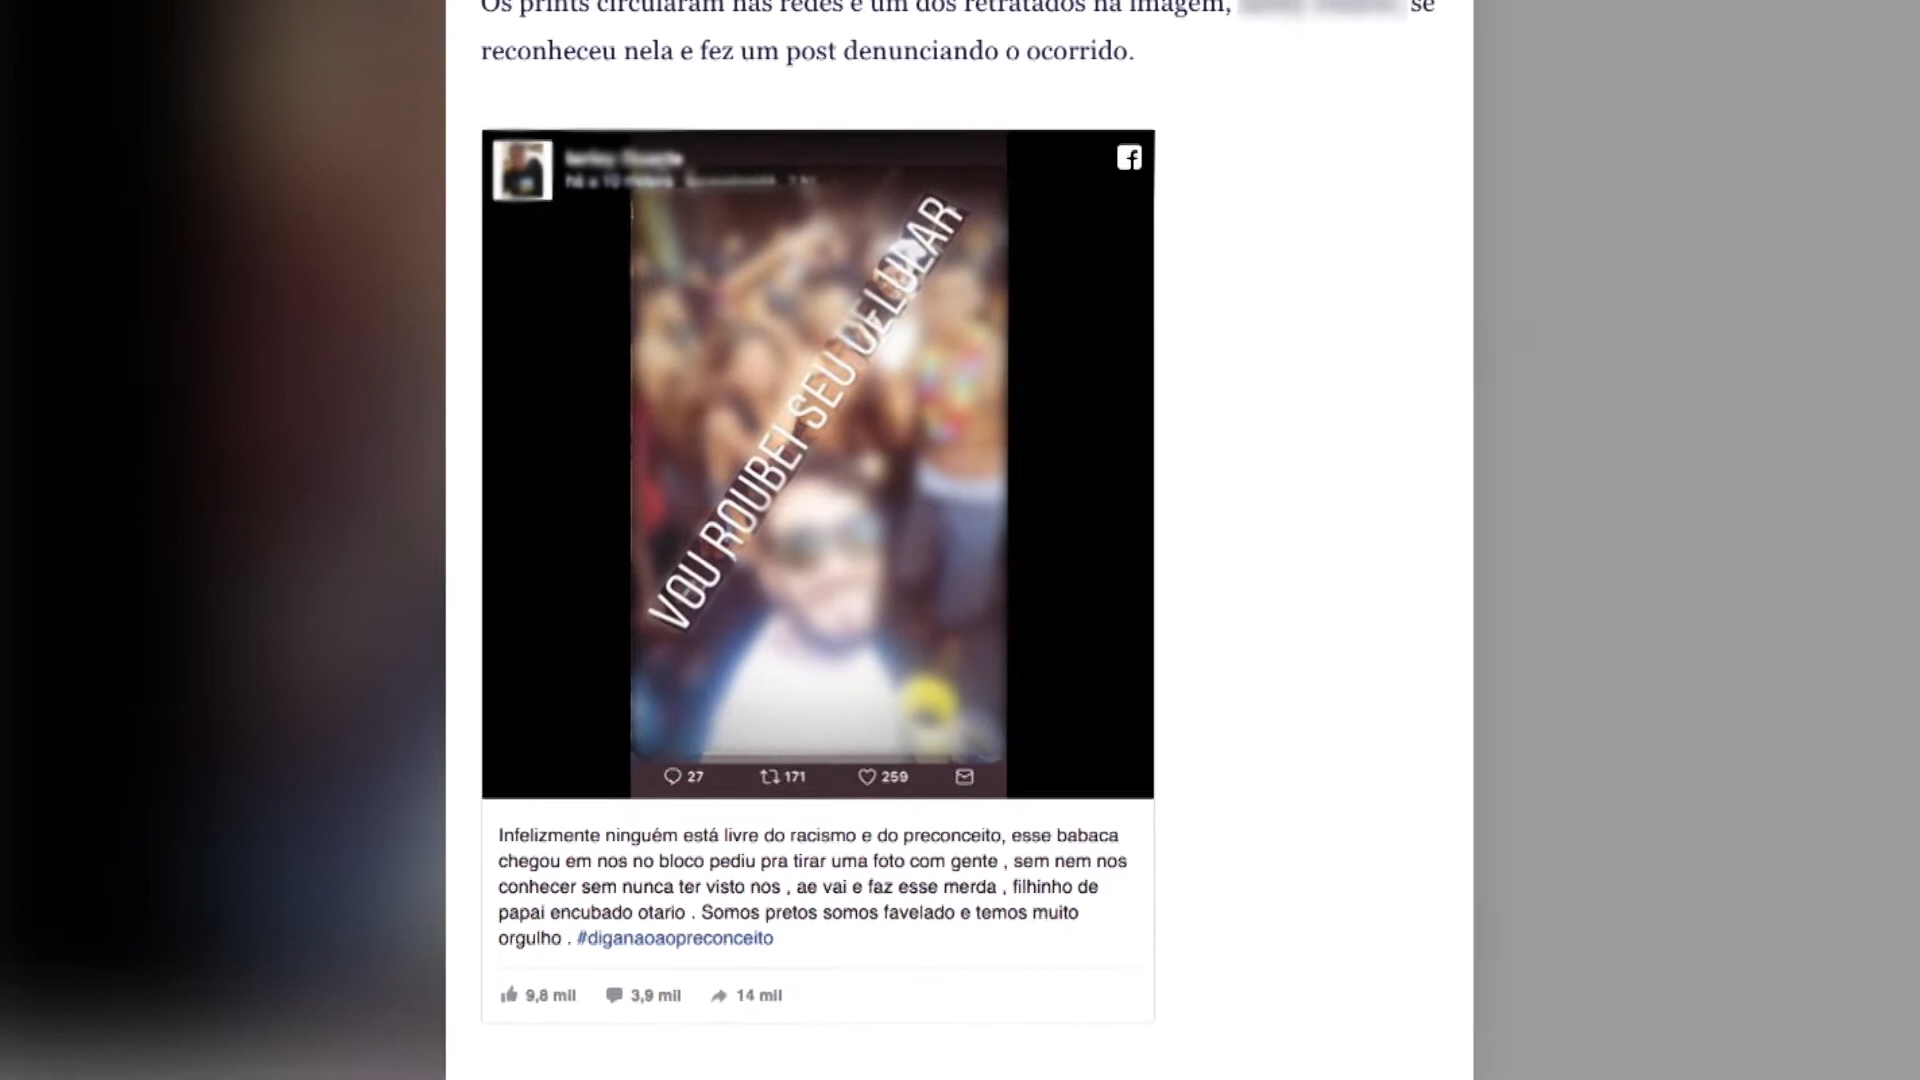 Os prints circularam nas redes e um dos retratados na imagem, se
reconheceu nela e fez um post denunciando o ocorrido.
VOU ROUBEI SEU CELULAR
27 171 259
Infelizmente ninguém está livre do racismo e do preconceito, esse babaca
chegou em nos no bloco pediu pra tirar uma foto com gente , sem nem nos
conhecer sem nunca ter visto nos , ae vai e faz esse merda , filhinho de
papai encubado otario . Somos pretos somos favelado e temos muito
orgulho . #diganaoaopreconceito
9,8 mil 3,9 mil 14 mil